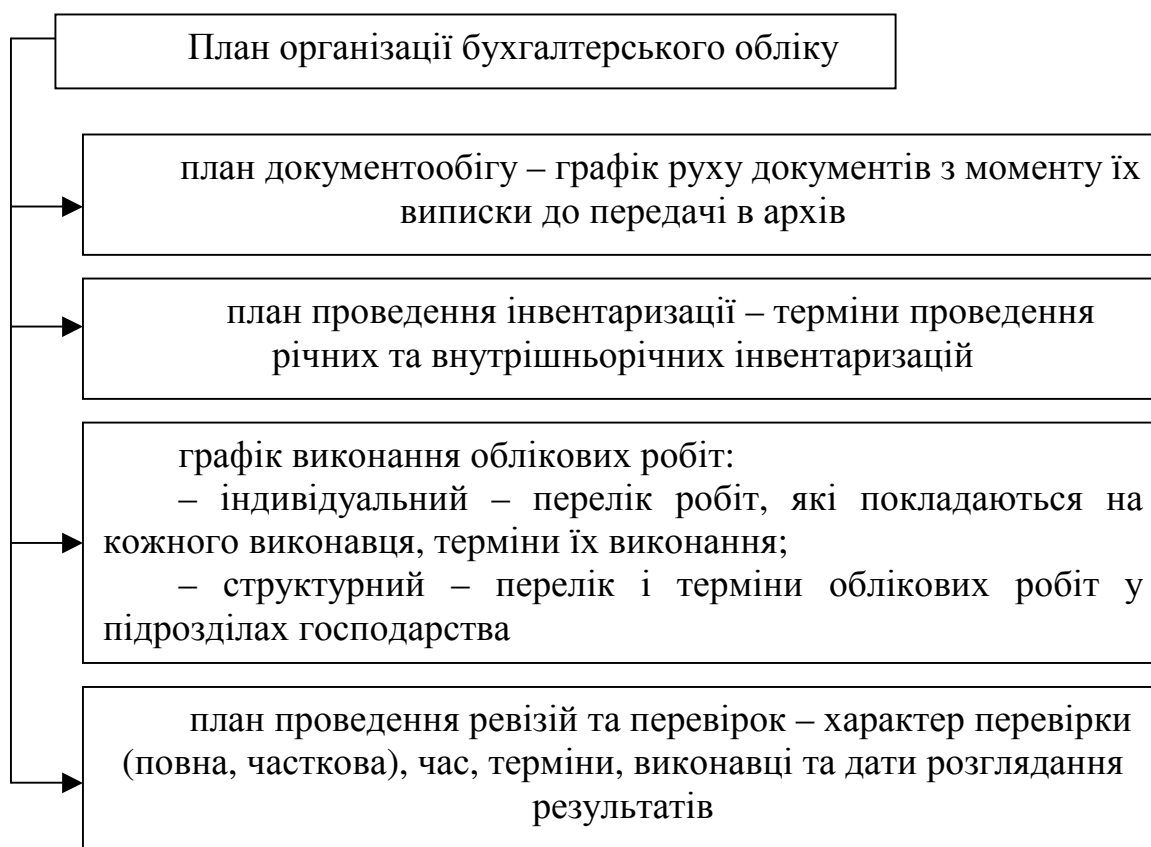 План організації бухгалтерського обліку
план документообігу – графік руху документів з моменту їх
виписки до передачі в архів
план проведення інвентаризації – терміни проведення
річних та внутрішньорічних інвентаризацій
графік виконання облікових робіт:
– індивідуальний – перелік робіт, які покладаються на
кожного виконавця, терміни їх виконання;
– структурний – перелік і терміни облікових робіт у
підрозділах господарства
план проведення ревізій та перевірок – характер перевірки
(повна, часткова), час, терміни, виконавці та дати розглядання
результатів